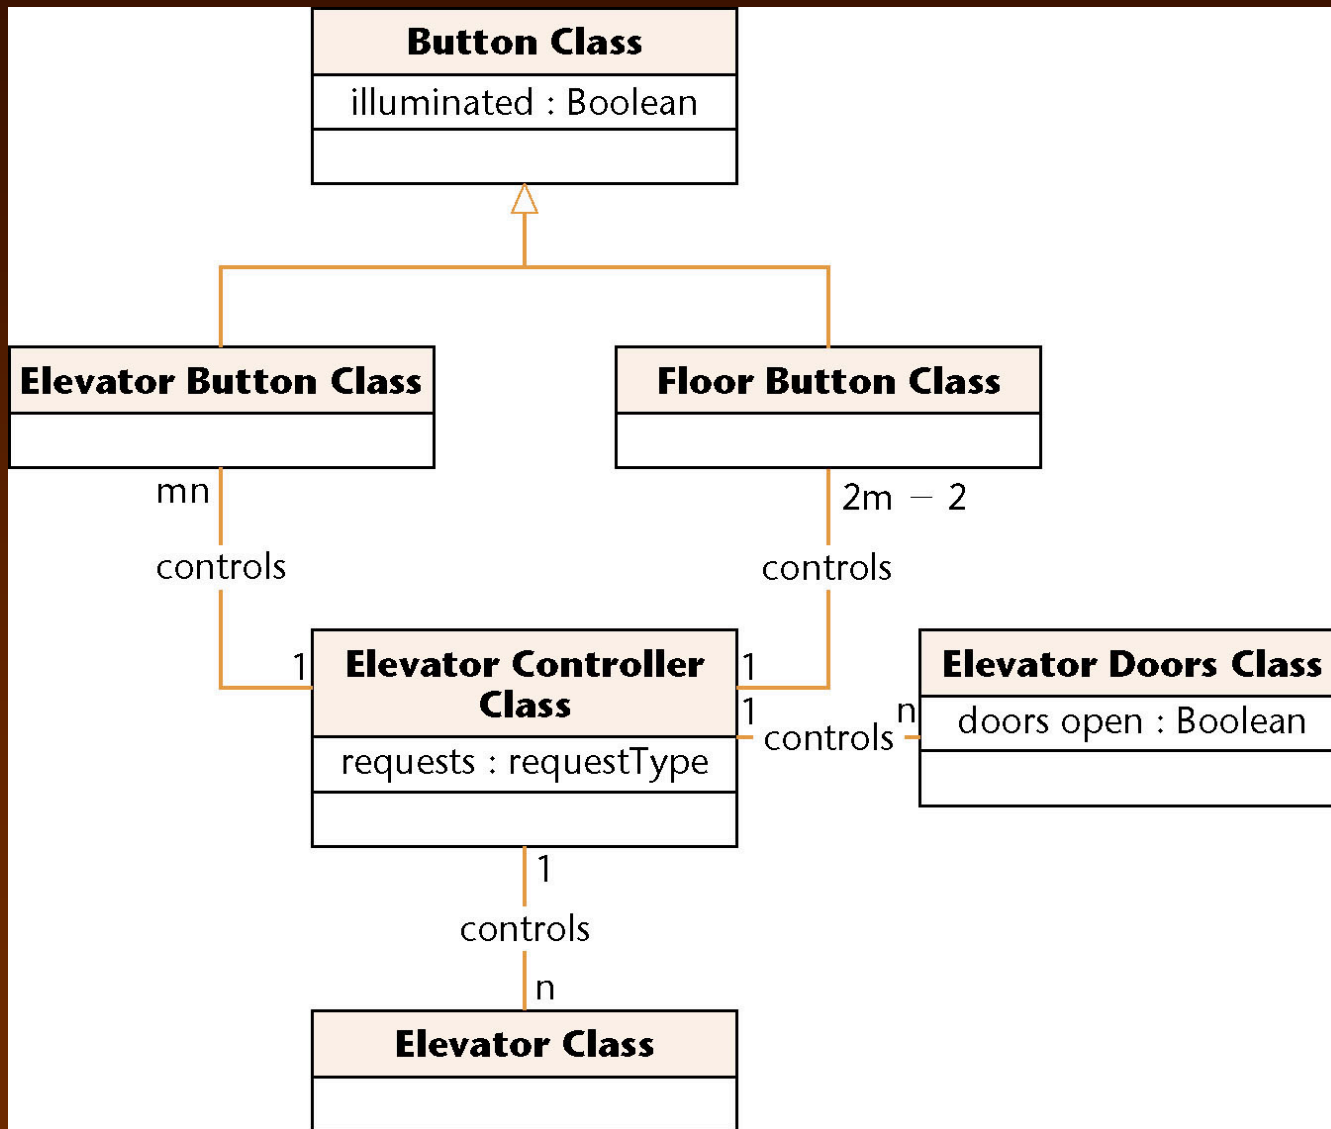 Button Class
illuminated : Boolean
Elevator Button Class
Floor Button Class
mn
2m − 2
controls
controls
1
Elevator Controller
Class
1
Elevator Doors Class
1
n
controls
doors open : Boolean
requests : requestType
1
controls
n
Elevator Class